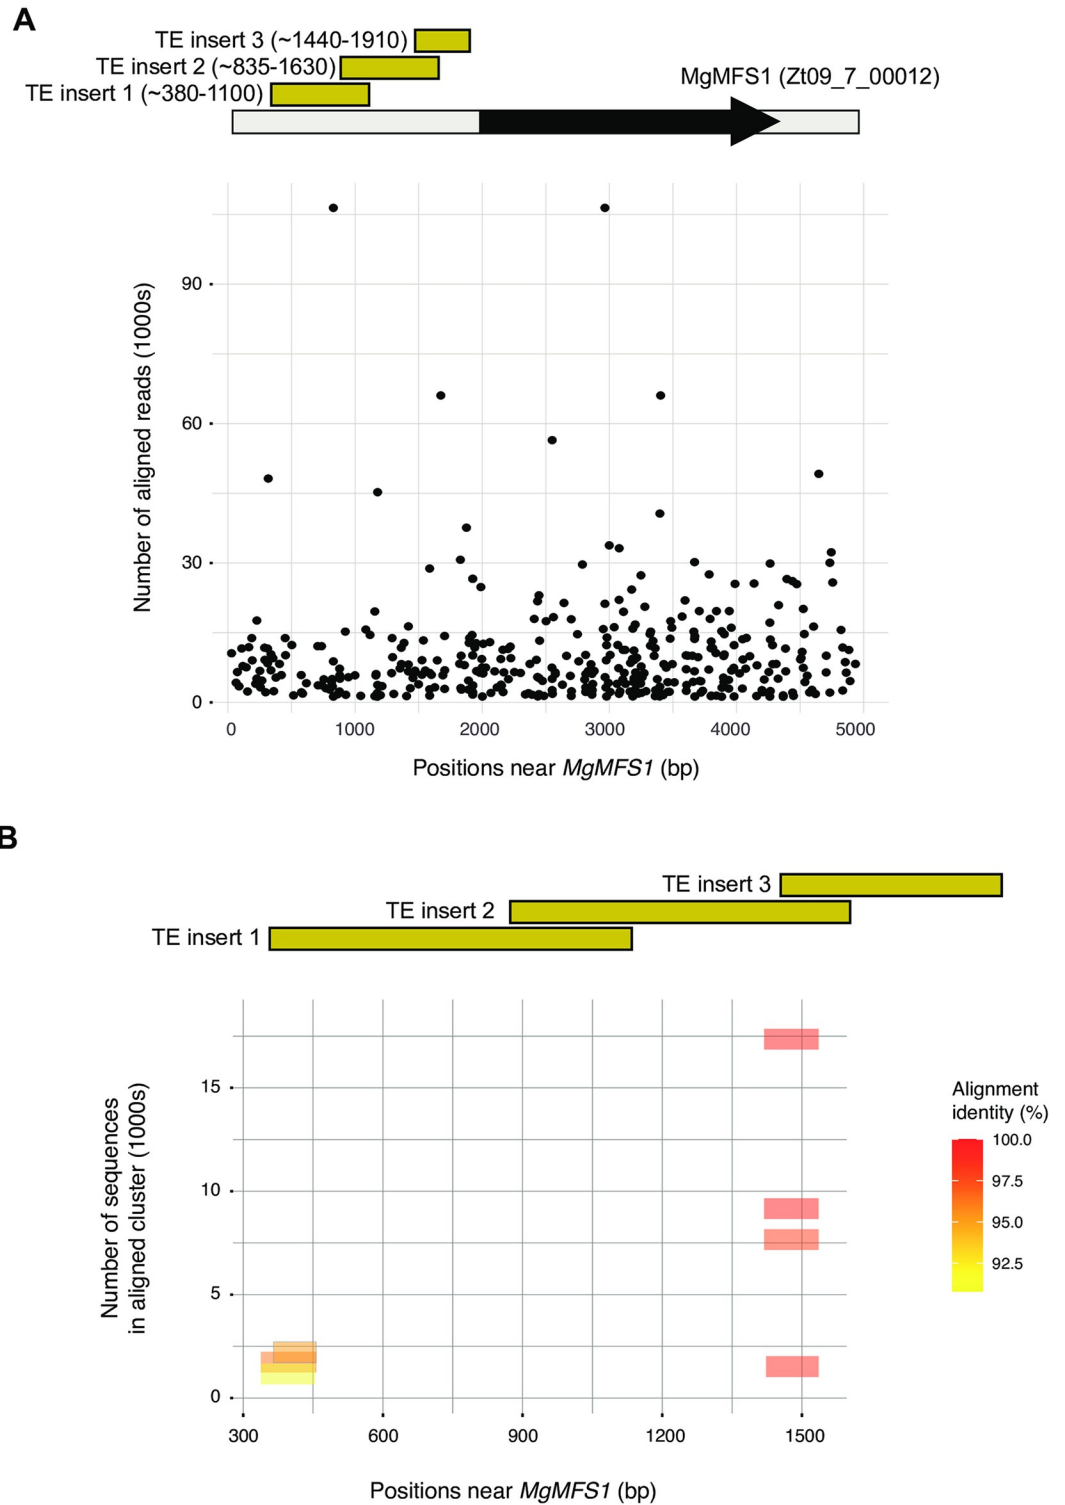 A
TE insert 3 (~1440-1910)
TE insert 2 (~835-1630)
TE insert 1 (~380-1100)
MgMFS1 (Zt09_7_00012)
Number of aligned reads (1000s)
90
60
30
0
0 1000 2000 3000 4000 5000
Positions near MgMFS1 (bp)
B
TE insert 3
TE insert 2
TE insert 1
Number of sequences
in aligned cluster (1000s)
15
10
5
0
300 600 900 1200 1500
Positions near MgMFS1 (bp)
Alignment
identity (%)
100.0
97.5
95.0
92.5